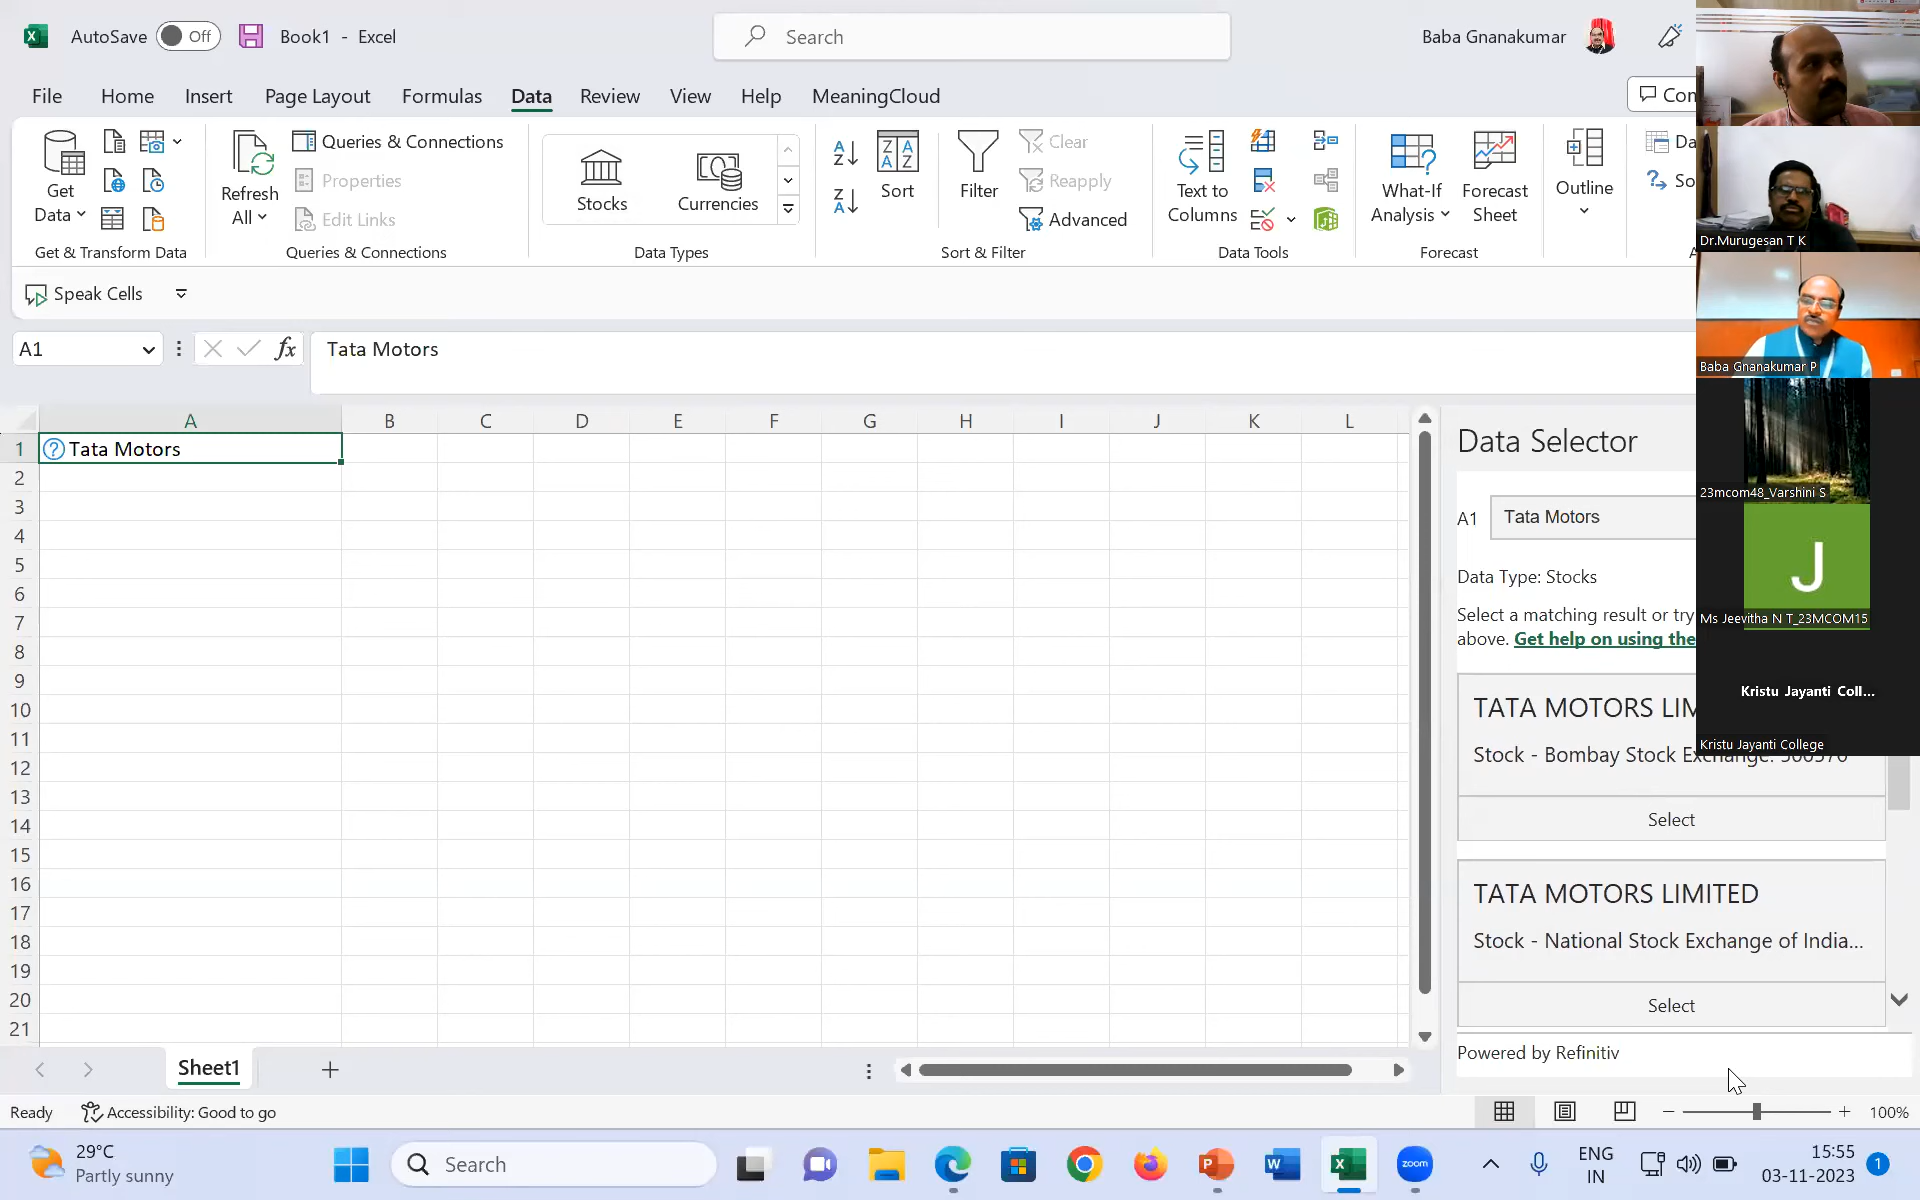 AutoSave Off Book1 - Excel
Search
Baba Gnanakumar
File Home Insert Page Layout Formulas Data Review View Help MeaningCloud
Get Data
Get & Transform Data
Refresh All
Queries & Connections
Properties
Edit Links
Queries & Connections
Stocks
Currencies
Data Types
Sort
Filter
Clear
Reapply
Advanced
Sort & Filter
Text to Columns
Data Tools
What-If Analysis
Forecast Sheet
Forecast
Outline
Speak Cells
A1
fx
Tata Motors
A B C D E F G H I J K L
1 Tata Motors
2
3
4
5
6
7
8
9
10
11
12
13
14
15
16
17
18
19
20
21
Data Selector
A1 Tata Motors
Data Type: Stocks
Select a matching result or try
above. Get help on using the
TATA MOTORS LIM
Stock - Bombay Stock
Select
TATA MOTORS LIMITED
Stock - National Stock Exchange of India...
Select
Powered by Refinitiv
Dr.Murugesan T K
Baba Gnanakumar P
23mcom48_Varshini S
J
Ms Jeevitha N T_23MCOM15
Kristu Jayanti Coll...
Kristu Jayanti College
Sheet1
Ready
Accessibility: Good to go
100%
29°C
Partly sunny
Search
zoom
ENG
IN
15:55
03-11-2023
1